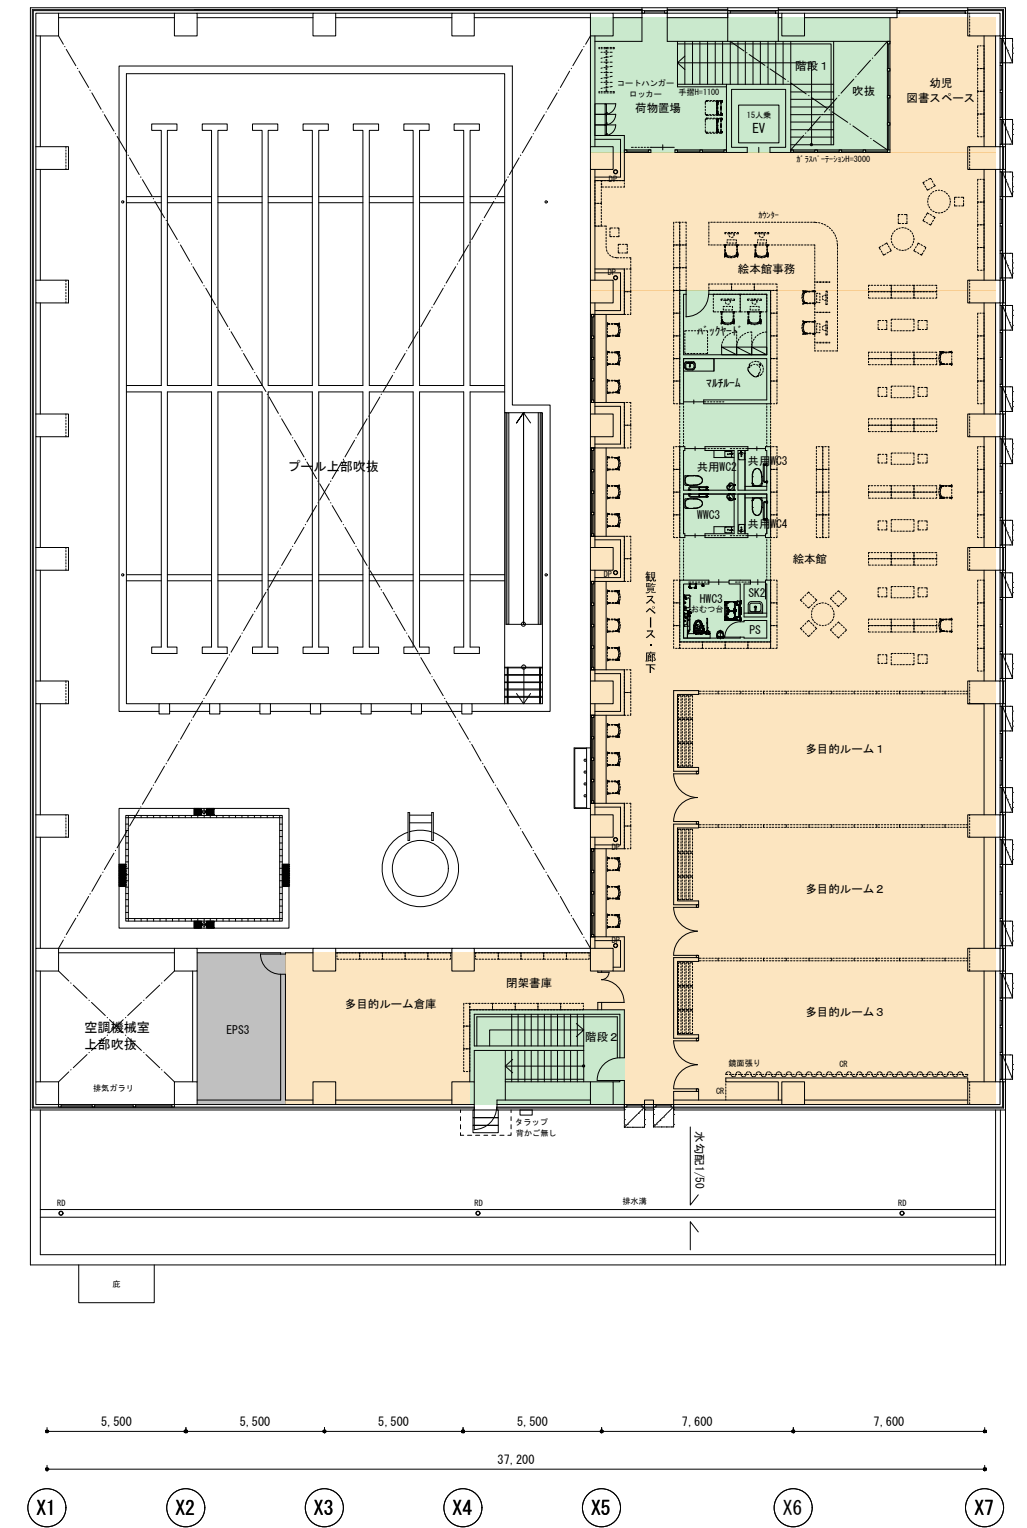 階段１
吹抜
幼児
図書スペース
コートハンガー
ロッカー
荷物置場
手摺H=1100
15人乗
EV
ｶﾞﾗｽﾊﾟｰﾃｰｼｮﾝH=3000
DP
ｶｳﾝﾀｰ
絵本館事務
DP
ﾊﾞｯｸﾔｰﾄﾞ
ﾏﾙﾁﾙｰﾑ
プール上部吹抜
共用WC2
共用WC3
WWC3
共用WC4
絵本館
DP
観覧スペース・廊下
HWC3
おむつ台
SK2
PS
多目的ルーム１
DP
多目的ルーム２
DP
閉架書庫
多目的ルーム倉庫
多目的ルーム３
EPS3
空調機械室
上部吹抜
階段２
排気ガラリ
鏡面張り
CR
CR
タラップ
背かご無し
水勾配1/50
RD
RD
排水溝
RD
庇
5,500
5,500
5,500
5,500
7,600
7,600
37,200
X1
X2
X3
X4
X5
X6
X7